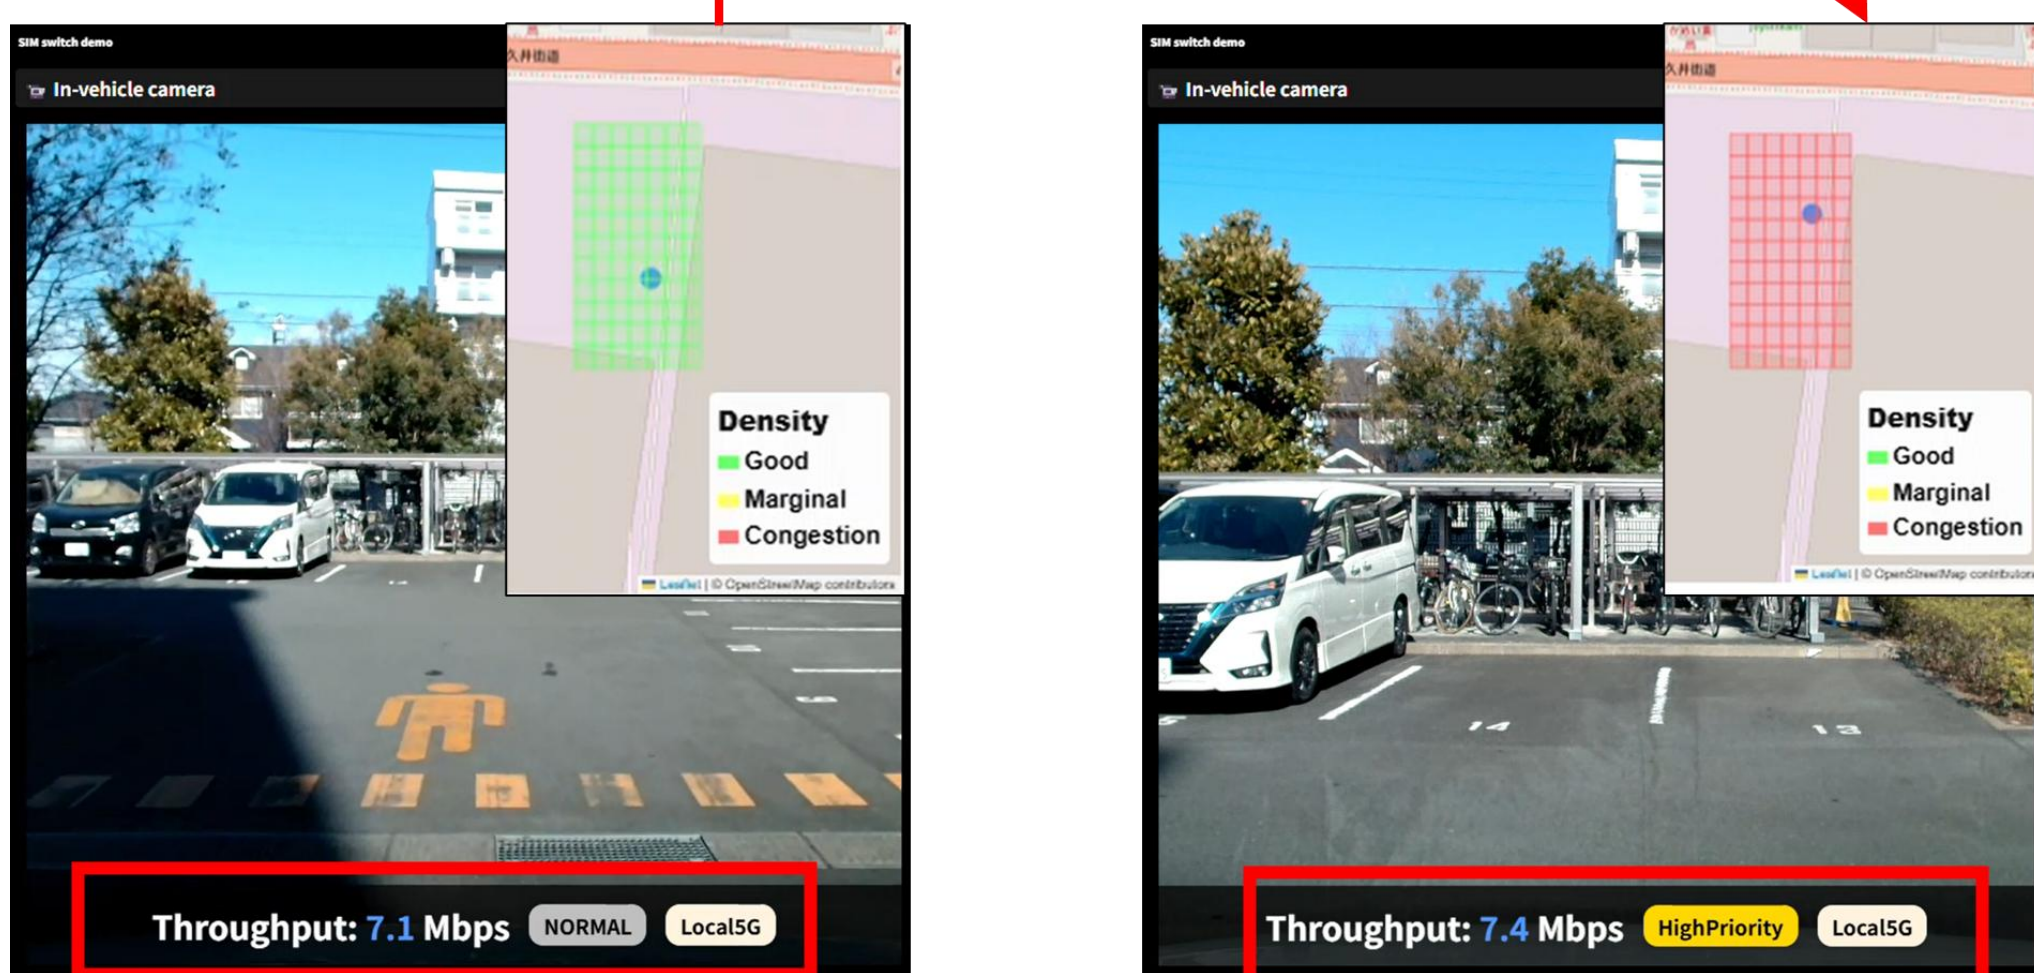 SIM switch demo
In-vehicle camera
久井街道
Density
Good
Marginal
Congestion
Leaflet | © OpenStreetMap contributors
Throughput: 7.1 Mbps NORMAL Local5G
SIM switch demo
In-vehicle camera
久井街道
Density
Good
Marginal
Congestion
Leaflet | © OpenStreetMap contributors
14
13
Throughput: 7.4 Mbps HighPriority Local5G